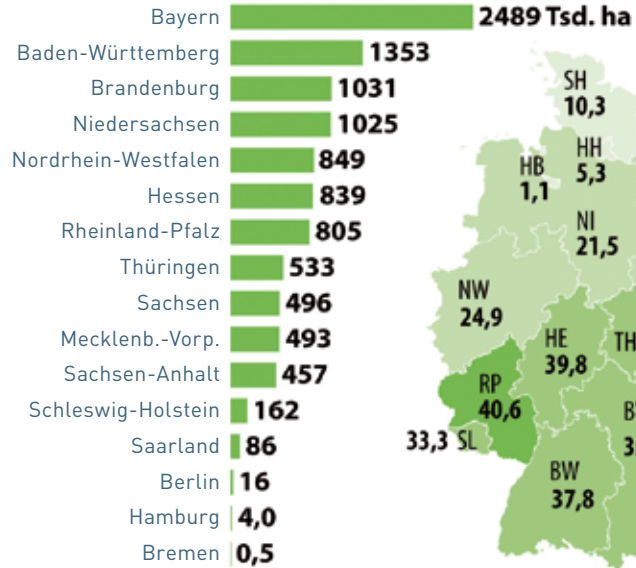 Bayern 2489 Tsd. ha
Baden-Württemberg 1353
Brandenburg 1031
Niedersachsen 1025
Nordrhein-Westfalen 849
Hessen 839
Rheinland-Pfalz 805
Thüringen 533
Sachsen 496
Mecklenb.-Vorp. 493
Sachsen-Anhalt 457
Schleswig-Holstein 162
Saarland 86
Berlin 16
Hamburg 4,0
Bremen 0,5
SH
10,3
HH
5,3
HB
1,1
NI
21,5
NW
24,9
HE
39,8
TH
RP
40,6
33,3 SL
BW
37,8